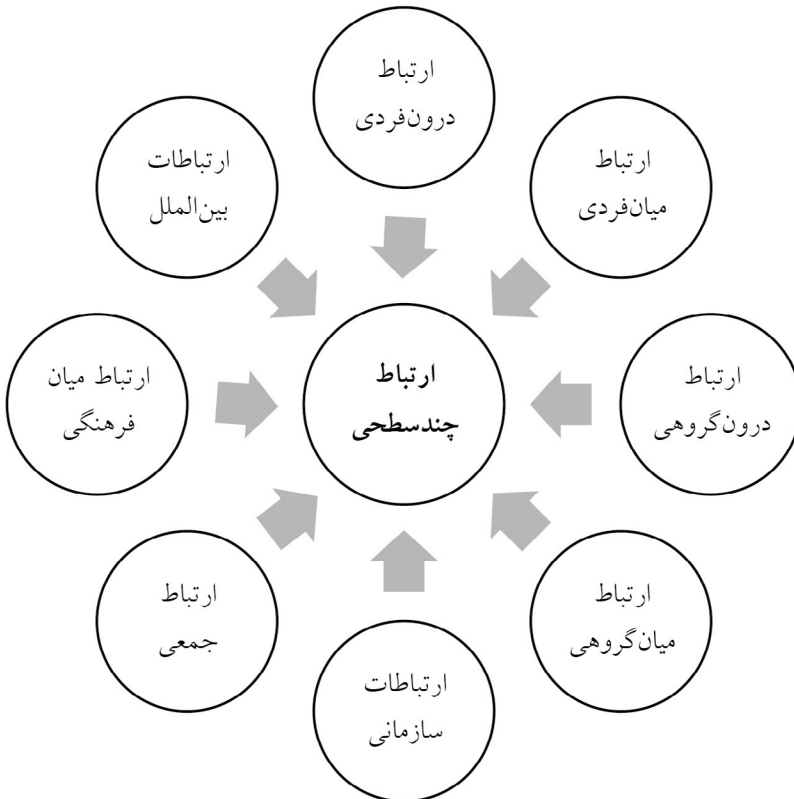 ارتباط
درون‌فردی
ارتباط
میان‌فردی
ارتباط
درون‌گروهی
ارتباط
میان‌گروهی
ارتباطات
سازمانی
ارتباط
جمعی
ارتباط میان
فرهنگی
ارتباطات
بین‌الملل
ارتباط
چندسطحی